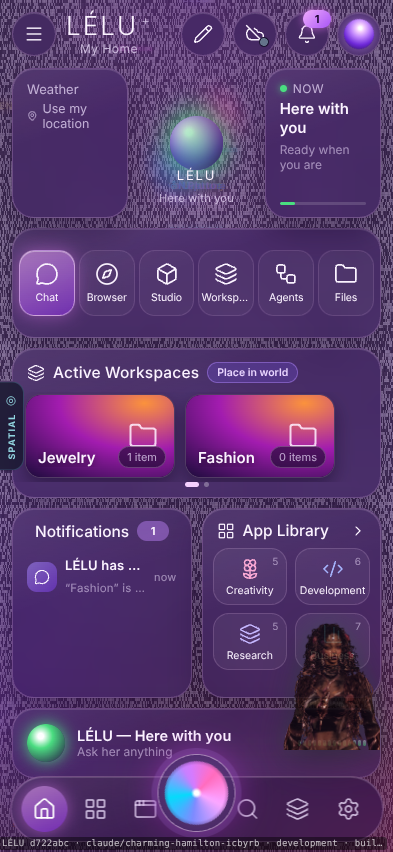 LÉLU +
My Home
1
Weather
Use my
location
LÉLU
Here with you
NOW
Here with
you
Ready when
you are
Chat
Browser
Studio
Worksp...
Agents
Files
SPATIAL
Active Workspaces
Place in world
Jewelry
1 item
Fashion
0 items
Notifications
1
LÉLU has ...
now
“Fashion” is ...
App Library
5
Creativity
6
Development
5
Research
7
LÉLU — Here with you
Ask her anything
LÉLU d722abc · claude/charming-hamilton-icbyrb · development · buil…